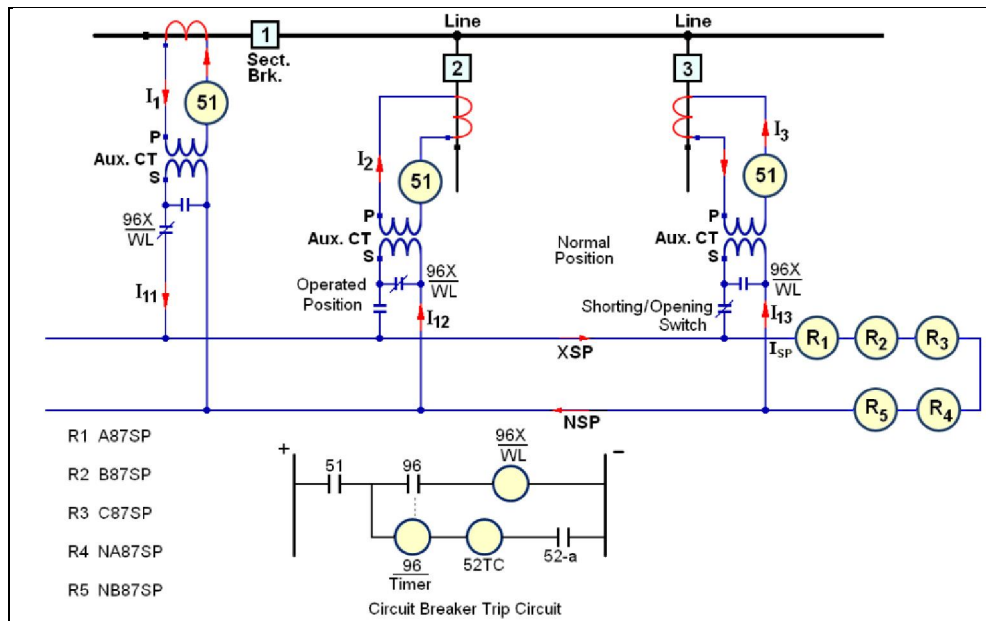 Line
Line
1
Sect.
Brk.
2
3
I1
51
P
Aux. CT
S
96X
WL
I11
I2
51
P
Aux. CT
S
Operated
Position
96X
WL
I12
Normal
Position
I3
51
P
Aux. CT
S
96X
WL
Shorting/Opening
Switch
I13
XSP
ISP
R1
R2
R3
NSP
R5
R4
R1 A87SP
R2 B87SP
R3 C87SP
R4 NA87SP
R5 NB87SP
+
51
96
96X
WL
−
96
Timer
52TC
52-a
Circuit Breaker Trip Circuit